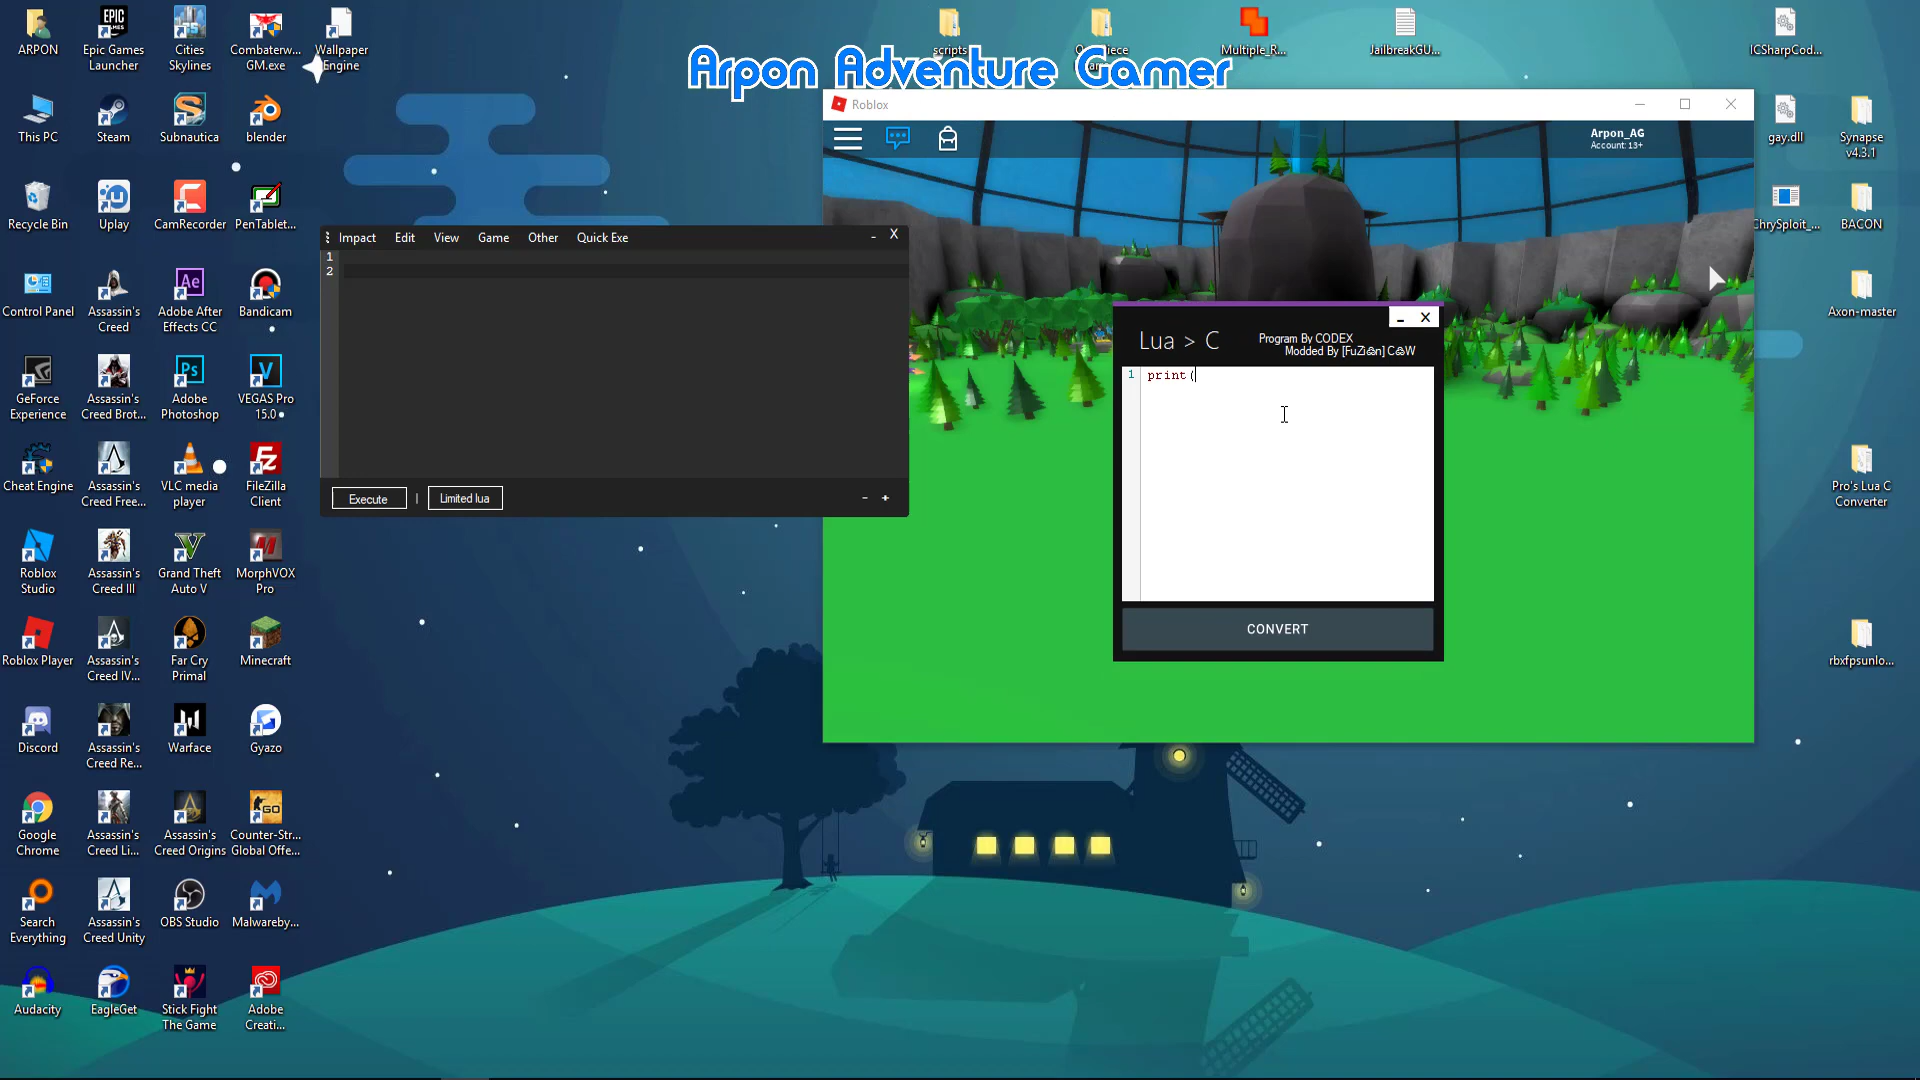 Arpon Adventure Gamer
ARPON
Epic Games Launcher
Cities Skylines
Combaterw... GM.exe
Wallpaper Engine
This PC
Steam
Subnautica
blender
Recycle Bin
Uplay
CamRecorder
PenTablet...
Control Panel
Assassin's Creed
Adobe After Effects CC
Bandicam
GeForce Experience
Assassin's Creed Brot...
Adobe Photoshop
VEGAS Pro 15.0
Cheat Engine
Assassin's Creed Free...
VLC media player
FileZilla Client
Roblox Studio
Assassin's Creed III
Grand Theft Auto V
MorphVOX Pro
Roblox Player
Assassin's Creed IV...
Far Cry Primal
Minecraft
Discord
Assassin's Creed Re...
Warface
Gyazo
Google Chrome
Assassin's Creed Li...
Assassin's Creed Origins
Counter-Str... Global Offe...
Search Everything
Assassin's Creed Unity
OBS Studio
Malwareby...
Audacity
EagleGet
Stick Fight The Game
Adobe Creati...
Impact Edit View Game Other Quick Exe
- X
1
2
Execute | Limited lua - +
scripts
Multiple_R...
JailbreakGU...
ICSharpCod...
Roblox
Arpon_AG
Account: 13+
Lua > C
Program By CODEX
1 print(
CONVERT
gay.dll
Synapse v4.3.1
ChrySploit_...
BACON
Axon-master
Pro's Lua C Converter
rbxfpsunlo...